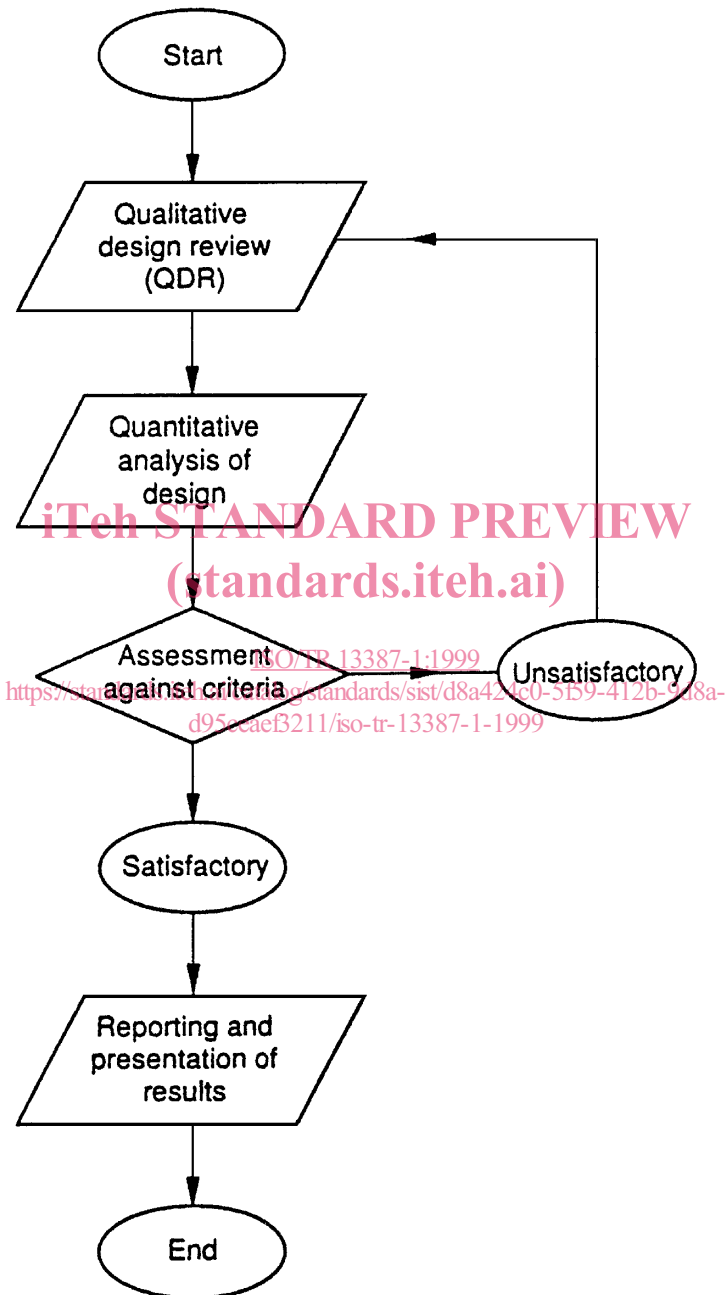 Start
Qualitative
design review
(QDR)
Quantitative
analysis of
design
iTeh STANDARD PREVIEW
(standards.iteh.ai)
Assessment
against criteria
ISO/TR 13387-1:1999
Unsatisfactory
d95eeaef3211/iso-tr-13387-1-1999
Satisfactory
Reporting and
presentation of
results
End